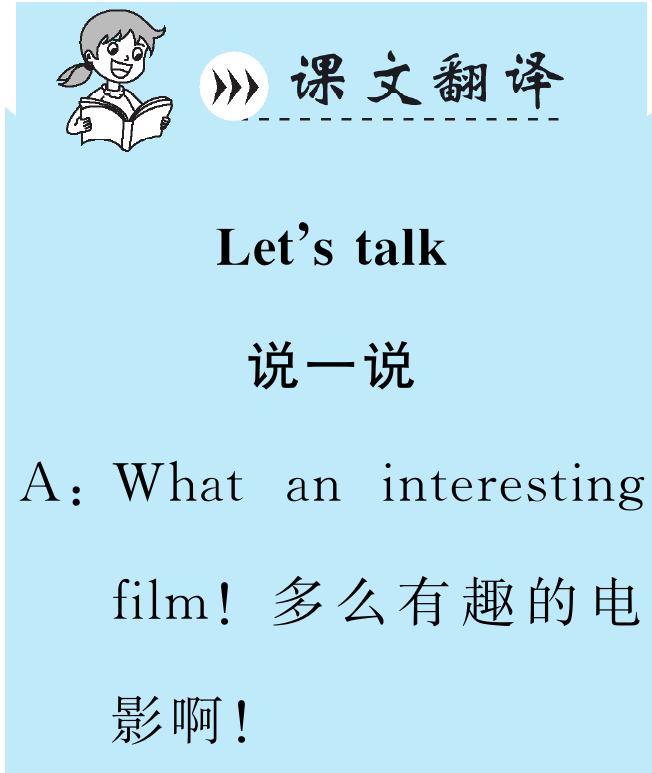 课文翻译
Let's talk
说一说
A：What an interesting
film！多么有趣的电
影啊！